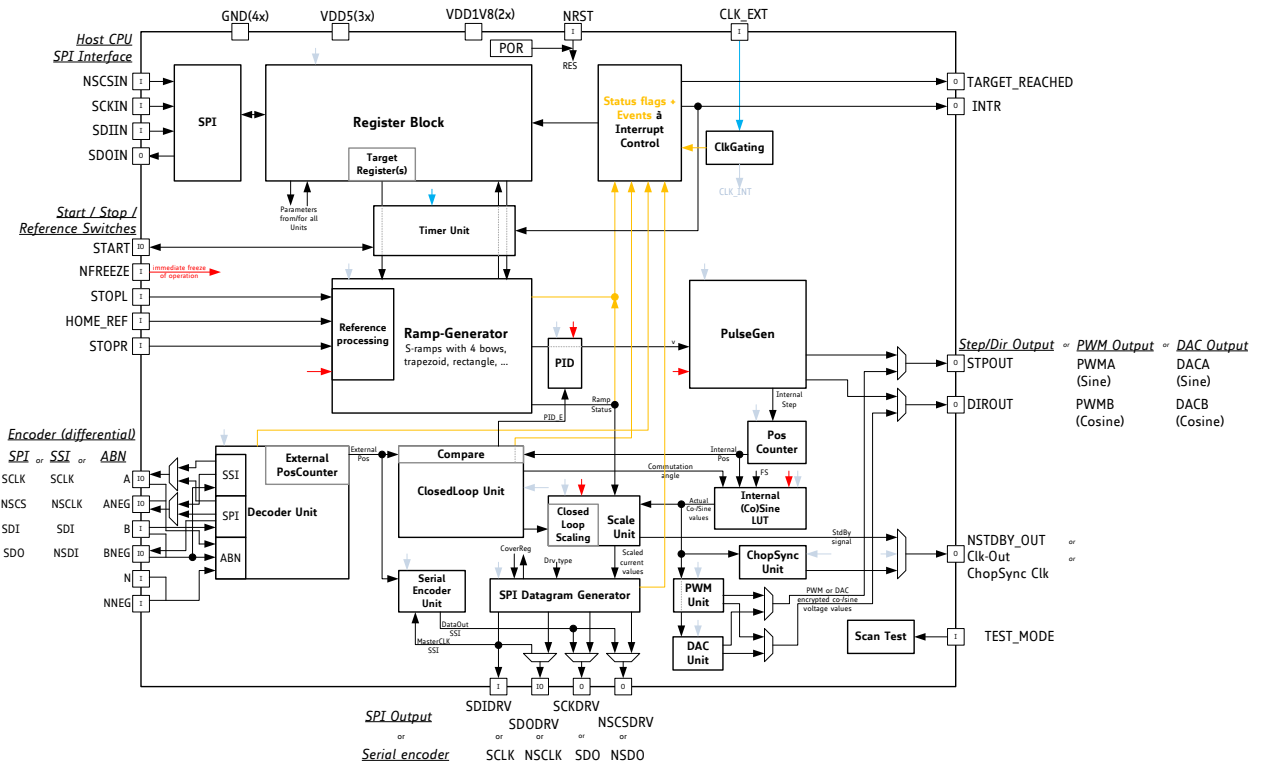 GND(4x)
VDD5(3x)
VDD1V8(2x)
NRST
CLK_EXT
Host CPU
SPI Interface
POR
RES
NSCSIN
I
SCKIN
I
SDIIN
I
SDOIN
O
SPI
Register Block
Target
Register(s)
Status flags +
Events â
Interrupt
Control
ClkGating
CLK_INT
I
I
O
TARGET_REACHED
O
INTR
Parameters
from/for all
Units
Timer Unit
Start / Stop /
Reference Switches
START
IO
NFREEZE
I
immediate freeze
of operation
STOPL
I
HOME_REF
I
STOPR
I
Reference
processing
Ramp-Generator
S-ramps with 4 bows,
trapezoid, rectangle, ...
PID
v
PulseGen
Ramp
Status
PID_E
Internal
Step
Step/Dir Output or PWM Output or DAC Output
O
STPOUT
PWMA
(Sine)
DACA
(Sine)
O
DIROUT
PWMB
(Cosine)
DACB
(Cosine)
Encoder (differential)
SPI or SSI or ABN
SCLK SCLK A
IO
NSCS NSCLK ANEG
IO
SDI SDI B
I
SDO NSDI BNEG
IO
N
I
NNEG
I
SSI
SPI
ABN
Decoder Unit
External
PosCounter
External
Pos
Compare
ClosedLoop Unit
Internal
Pos
Pos
Counter
Commutation
angle
FS
Internal
(Co)Sine
LUT
Closed
Loop
Scaling
Scale
Unit
Actual
Co-/Sine
values
StdBy
signal
ChopSync
Unit
O
NSTDBY_OUT or
Clk-Out or
ChopSync Clk
CoverReg
Drv_type
Scaled
current
values
Serial
Encoder
Unit
SPI Datagram Generator
PWM
Unit
DAC
Unit
PWM or DAC
encrypted co-/sine
voltage values
DataOut
SSI
MasterCLK
SSI
Scan Test
I
TEST_MODE
I
IO
O
O
SDIDRV
SDODRV
SCKDRV
NSCSDRV
SPI Output
or
or
or
or
or
Serial encoder
SCLK
NSCLK
SDO
NSDO